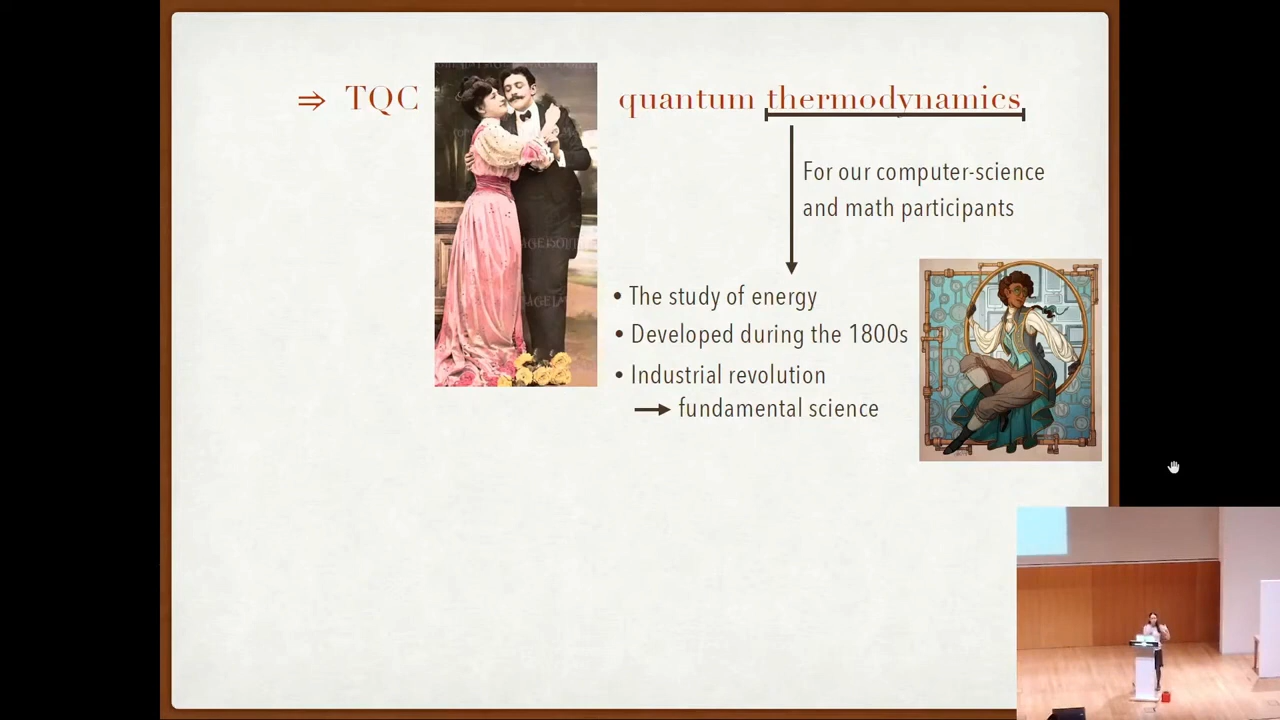 ⇒ TQC quantum thermodynamics
For our computer-science
and math participants
• The study of energy
• Developed during the 1800s
• Industrial revolution
→ fundamental science